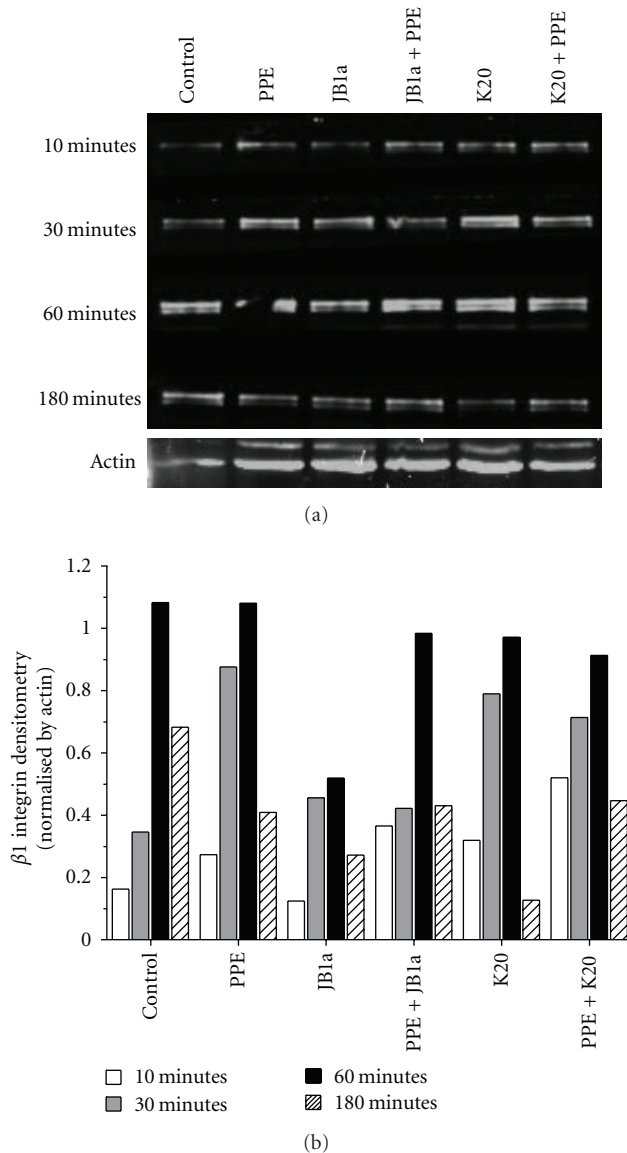 Control
PPE
JB1a
JB1a + PPE
K20
K20 + PPE
10 minutes
30 minutes
60 minutes
180 minutes
Actin
(a)
β1 integrin densitometry
(normalised by actin)
1.2
1
0.8
0.6
0.4
0.2
0
Control
PPE
JB1a
PPE + JB1a
K20
PPE + K20
10 minutes
30 minutes
60 minutes
180 minutes
(b)